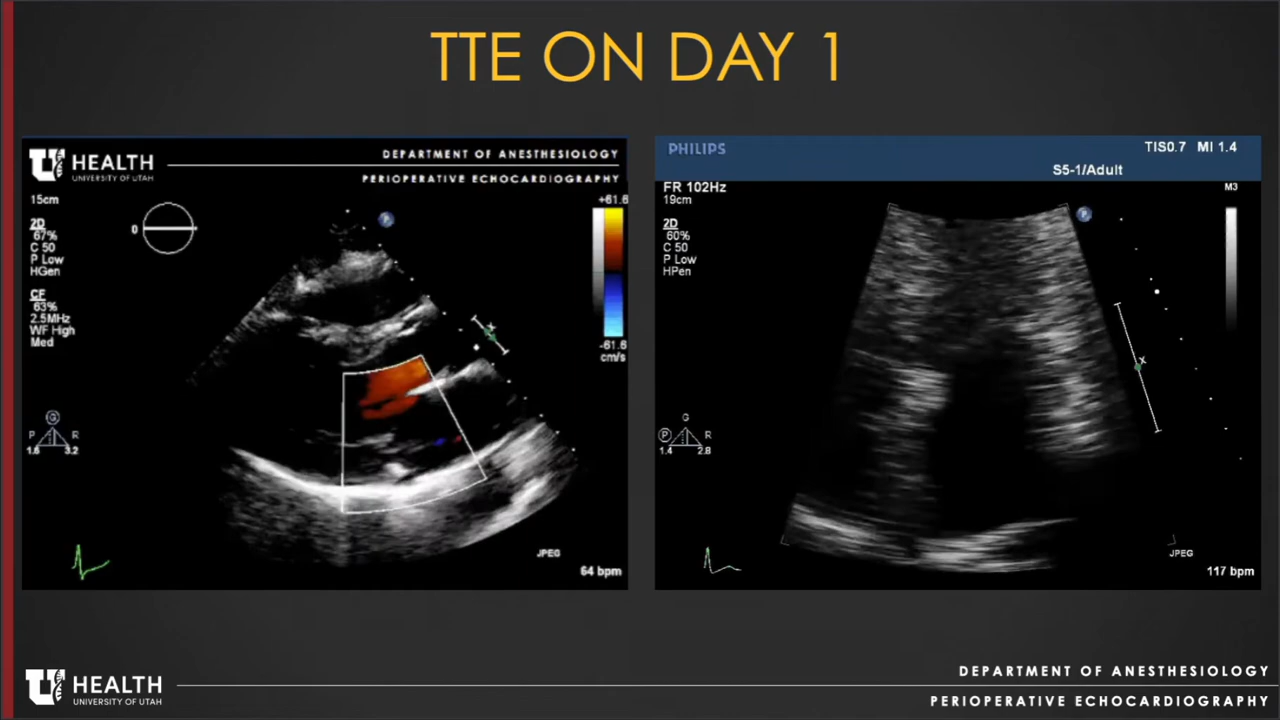 TTE ON DAY 1
U HEALTH
UNIVERSITY OF UTAH
DEPARTMENT OF ANESTHESIOLOGY
PERIOPERATIVE ECHOCARDIOGRAPHY
15cm
2D
67%
C 50
P Low
HGen
CF
63%
2.5MHz
WF High
Med
0
P
+61.6
-61.6
cm/s
G
P R
1.6 3.2
JPEG
64 bpm
PHILIPS
TIS0.7 MI 1.4
S5-1/Adult
FR 102Hz
19cm
2D
60%
C 50
P Low
HPen
M3
P
G
P R
1.4 2.8
JPEG
117 bpm
U HEALTH
UNIVERSITY OF UTAH
DEPARTMENT OF ANESTHESIOLOGY
PERIOPERATIVE ECHOCARDIOGRAPHY